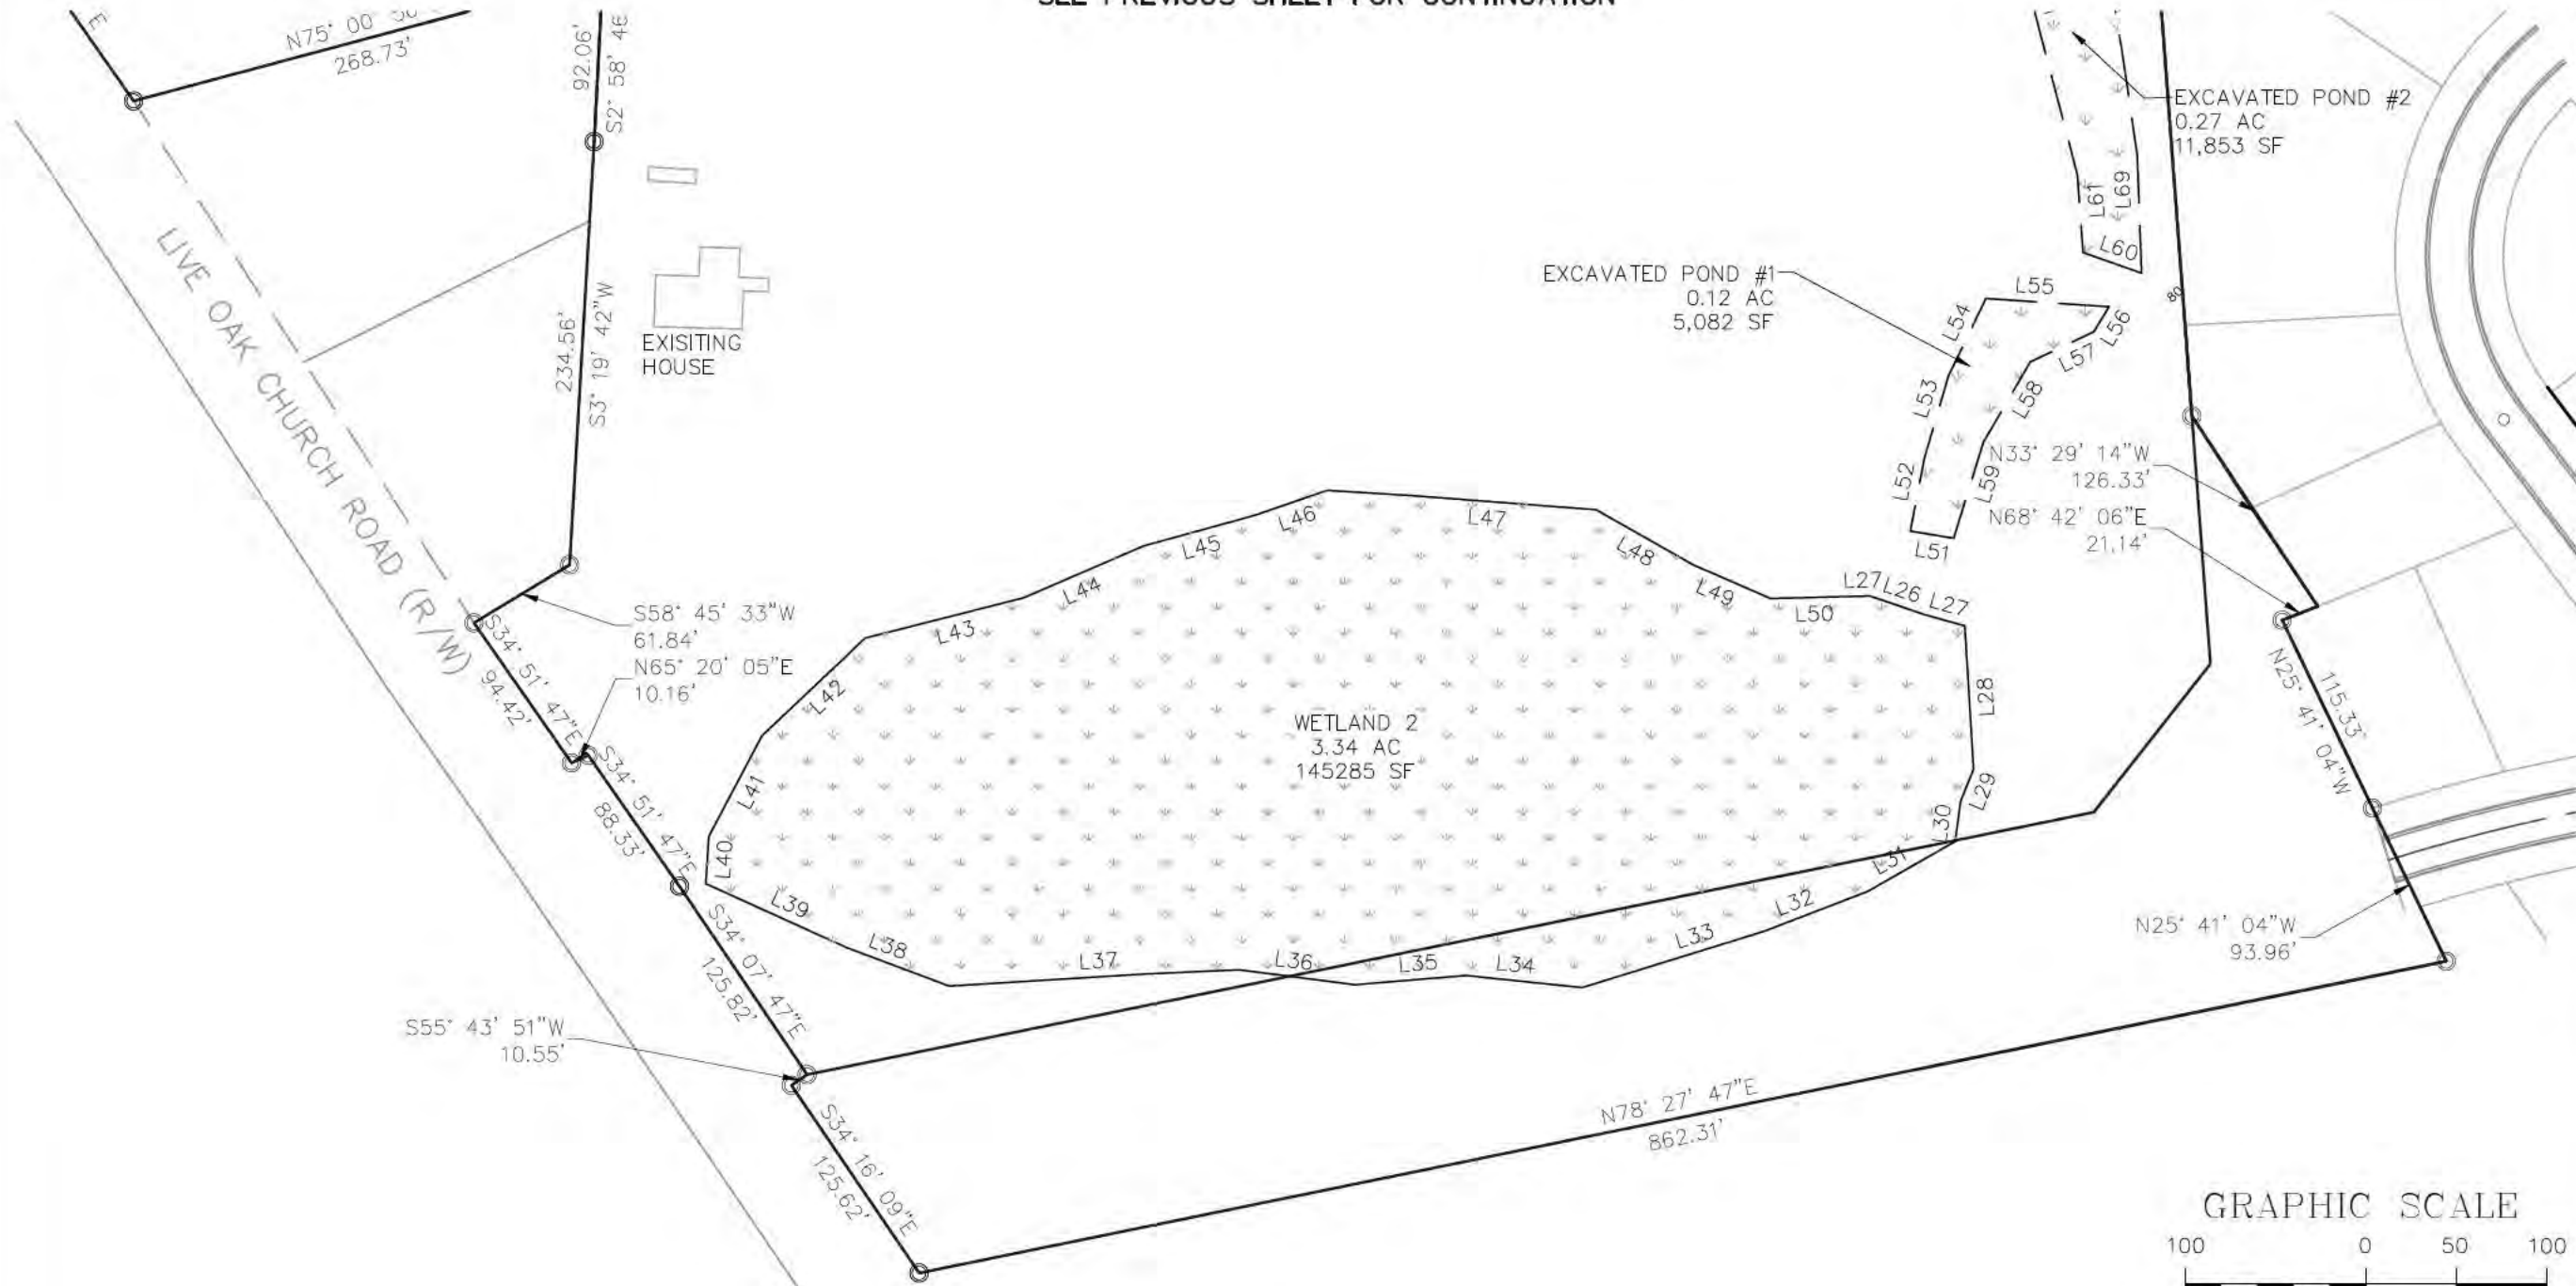 SEE PREVIOUS SHEET FOR CONTINUATION
E
N75° 00'
268.73'
92.06'
S2° 58' 46
EXCAVATED POND #2
0.27 AC
11,853 SF
L61
L69
L60
80
LIVE OAK CHURCH ROAD (R/W)
234.56'
S3° 19' 42"W
EXISITING
HOUSE
EXCAVATED POND #1
0.12 AC
5,082 SF
L55
L54
L56
L57
L53
L58
L52
L59
L51
N33° 29' 14"W
126.33'
N68° 42' 06"E
21.14'
S58° 45' 33"W
61.84'
N65° 20' 05"E
10.16'
S34° 51' 47"E
94.42'
S34° 51' 47"E
88.33'
L46
L47
L45
L48
L44
L49
L27
L26
L27
L50
L43
L42
L28
WETLAND 2
3.34 AC
145285 SF
L41
L29
L30
L40
L31
L39
L32
L38
L33
L37
L36
L35
L34
115.33'
N25° 41' 04"W
N25° 41' 04"W
93.96'
S34° 07' 47"E
125.82'
S55° 43' 51"W
10.55'
S34° 16' 09"E
125.62'
N78° 27' 47"E
862.31'
GRAPHIC SCALE
100 0 50 100